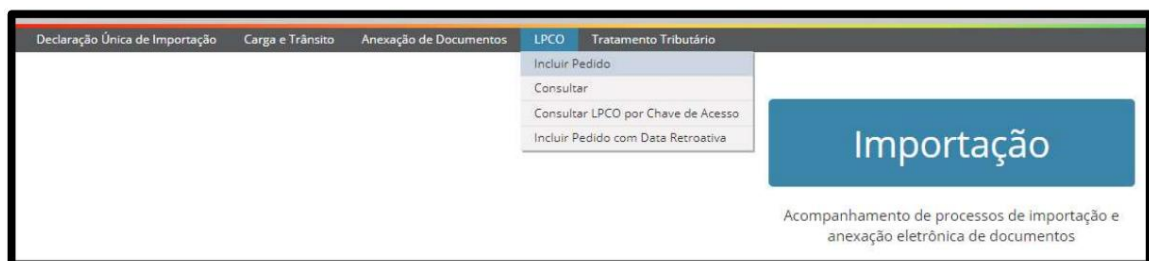 Declaração Única de Importação Carga e Trânsito Anexação de Documentos LPCO Tratamento Tributário
Incluir Pedido
Consultar
Consultar LPCO por Chave de Acesso
Incluir Pedido com Data Retroativa
Importação
Acompanhamento de processos de importação e
anexação eletrônica de documentos